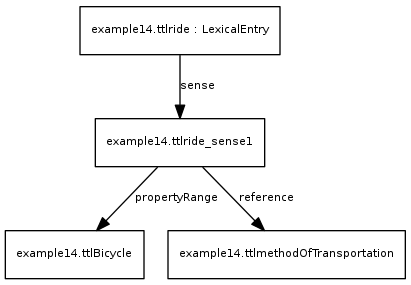 example14.ttlride : LexicalEntry
sense
example14.ttlride_sense1
propertyRange
reference
example14.ttlBicycle
example14.ttlmethodOfTransportation